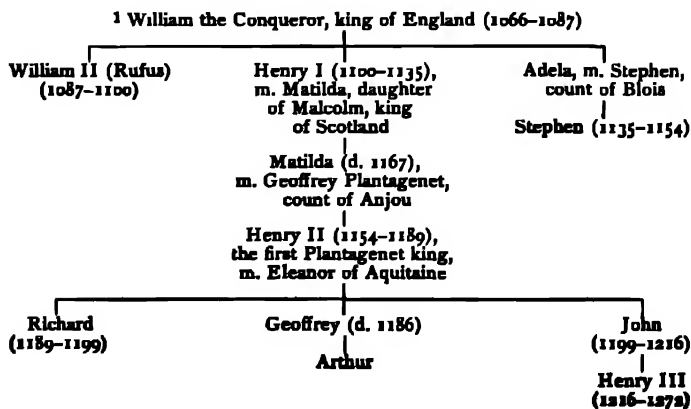 1 William the Conqueror, king of England (1066-1087)
William II (Rufus)
(1087-1100)
Henry I (1100-1135),
m. Matilda, daughter
of Malcolm, king
of Scotland
Adela, m. Stephen,
count of Blois
Stephen (1135-1154)
Matilda (d. 1167),
m. Geoffrey Plantagenet,
count of Anjou
Henry II (1154-1189),
the first Plantagenet king,
m. Eleanor of Aquitaine
Richard
(1189-1199)
Geoffrey (d. 1186)
Arthur
John
(1199-1216)
Henry III
(1216-1272)